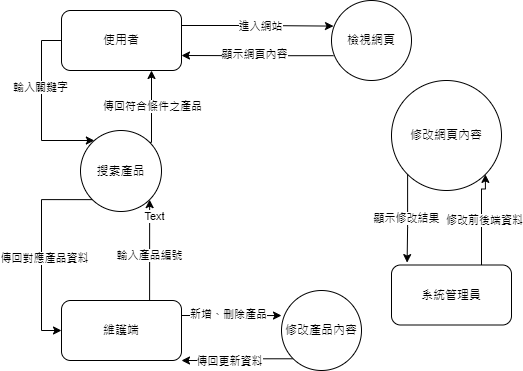 使用者
進入網站
檢視網頁
顯示網頁內容
輸入關鍵字
傳回符合條件之產品
修改網頁內容
搜索產品
Text
顯示修改結果
修改前後端資料
傳回對應產品資料
輸入產品編號
系統管理員
新增、刪除產品
維護端
修改產品內容
傳回更新資料